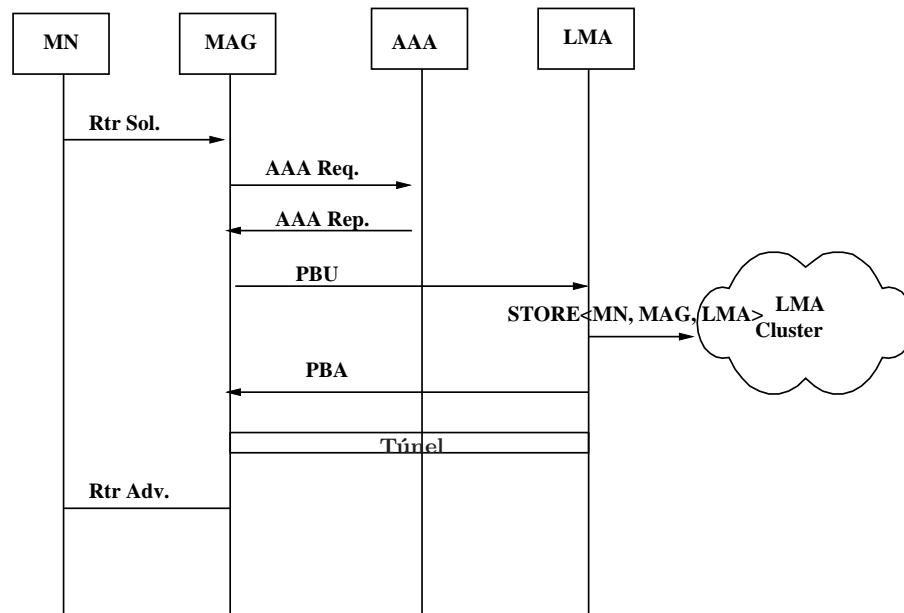 MN
MAG
AAA
LMA
Rtr Sol.
AAA Req.
AAA Rep.
PBU
STORE<MN, MAG, LMA>
LMA
Cluster
PBA
Túnel
Rtr Adv.